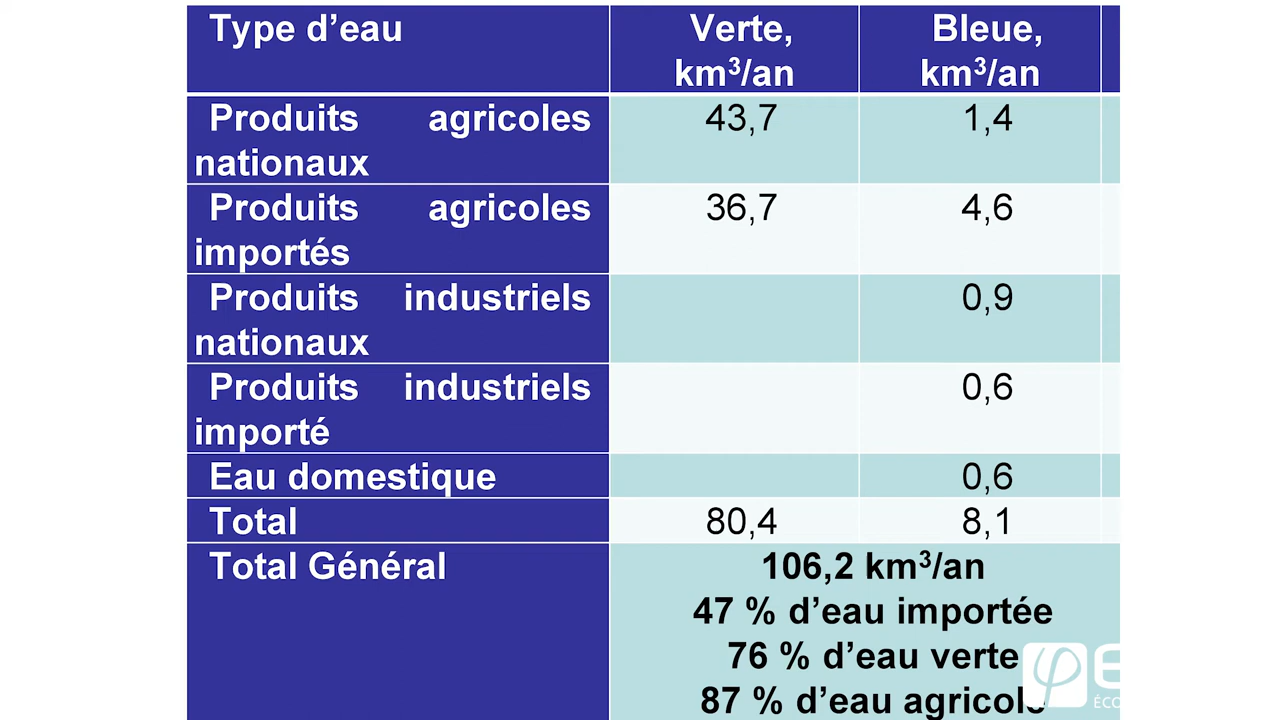 Type d’eau Verte, Bleue,
km³/an km³/an
Produits agricoles 43,7 1,4
nationaux
Produits agricoles 36,7 4,6
importés
Produits industriels 0,9
nationaux
Produits industriels 0,6
importé
Eau domestique 0,6
Total 80,4 8,1
Total Général 106,2 km³/an
47 % d’eau importée
76 % d’eau verte
87 % d’eau agricole